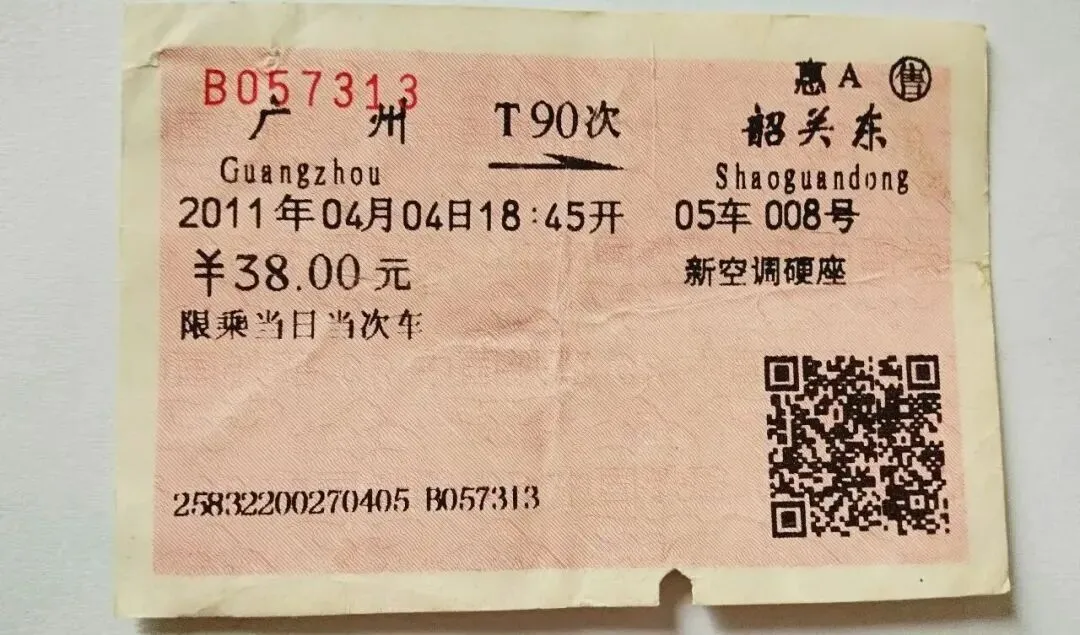 B057313 惠A 售
广州 T90次 韶关东
Guangzhou Shaoguandong
2011年04月04日18:45开 05车 008号
￥38.00元 新空调硬座
限乘当日当次车
25832200270405 B057313